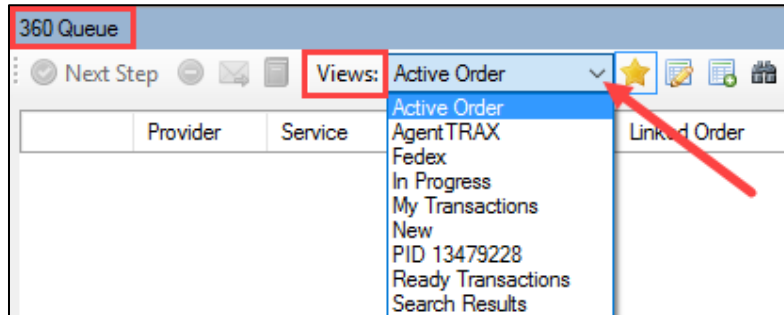 360 Queue
Next Step Views: Active Order
Provider Service Linked Order
Active Order
AgentTRAX
Fedex
In Progress
My Transactions
New
PID 13479228
Ready Transactions
Search Results